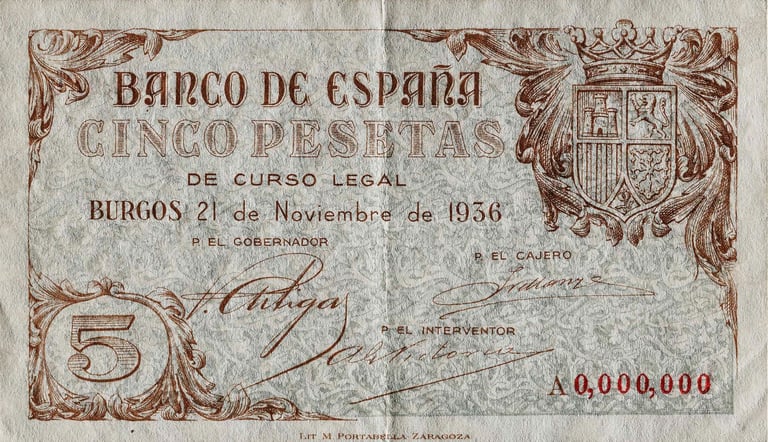 BANCO DE ESPAÑA
CINCO PESETAS
DE CURSO LEGAL
BURGOS 21 de Noviembre de 1936
P. EL GOBERNADOR
P. EL CAJERO
P. EL INTERVENTOR
5
A 0,000,000
LIT M. PORTABELLA ZARAGOZA